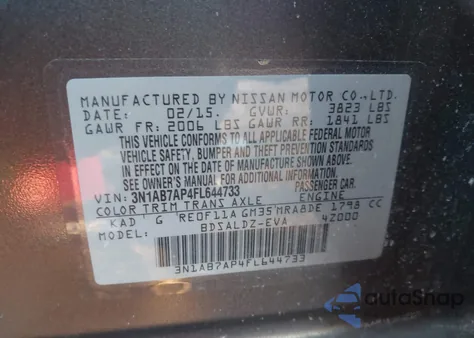 MANUFACTURED BY NISSAN MOTOR CO., LTD.
DATE: 02/15. GVWR: 3823 LBS
GAWR FR: 2006 LBS GAWR RR: 1841 LBS
THIS VEHICLE CONFORMS TO ALL APPLICABLE FEDERAL MOTOR
VEHICLE SAFETY, BUMPER AND THEFT PREVENTION STANDARDS
IN EFFECT ON THE DATE OF MANUFACTURE SHOWN ABOVE.
SEE OWNER'S MANUAL FOR ADDITIONAL INFORMATION.
VIN: 3N1AB7AP4FL644733 PASSENGER CAR.
COLOR TRIM TRANS AXLE ENGINE
KAD G RE0F11A GM35 MRA8DE 1798 CC
MODEL: BDSALDZ-EVA 42000
3N1AB7AP4FL644733
autoSnap